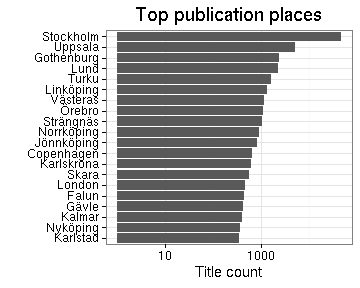 Top publication places
Stockholm
Uppsala
Gothenburg
Lund
Turku
Linköping
Västerås
Örebro
Strängnäs
Norrköping
Jönnköping
Copenhagen
Karlskrona
Skara
London
Falun
Gävle
Kalmar
Nyköping
Karlstad
10 1000
Title count